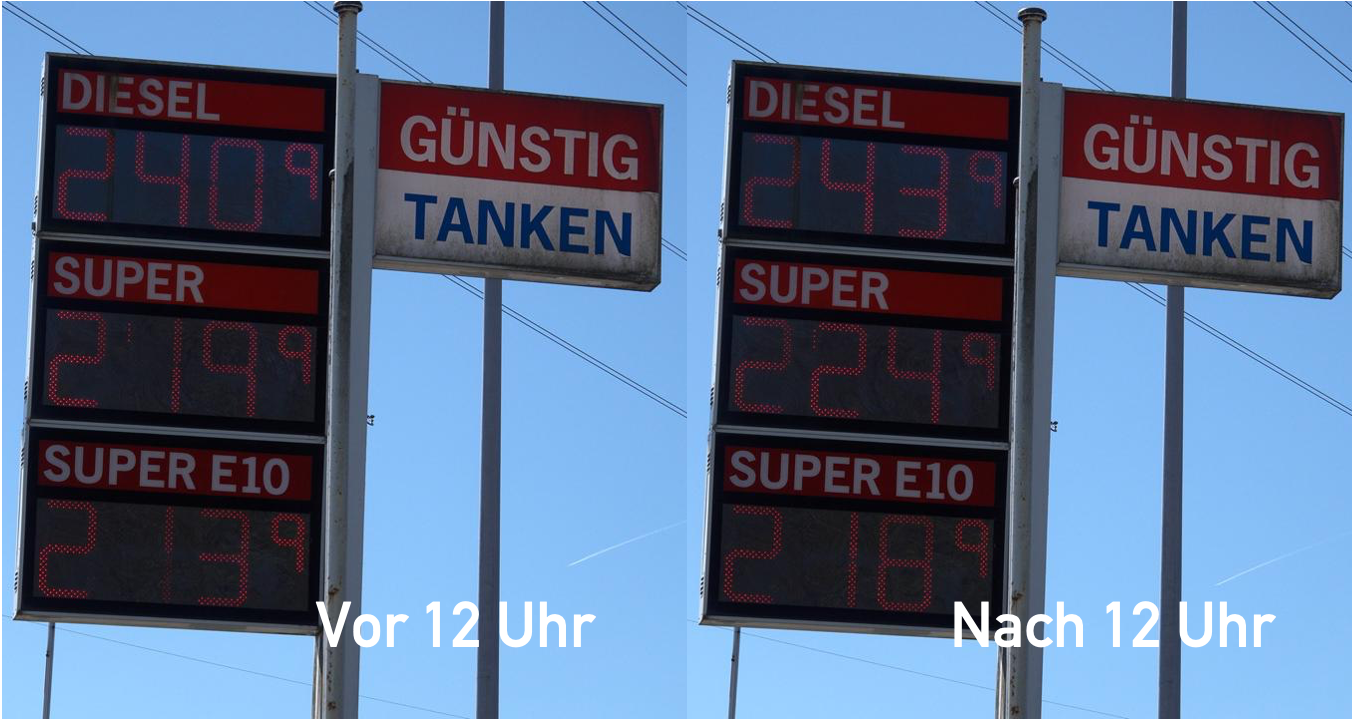 DIESEL
2409
SUPER
2199
SUPER E10
2139
GÜNSTIG
TANKEN
Vor 12 Uhr
DIESEL
2439
SUPER
2249
SUPER E10
2189
GÜNSTIG
TANKEN
Nach 12 Uhr